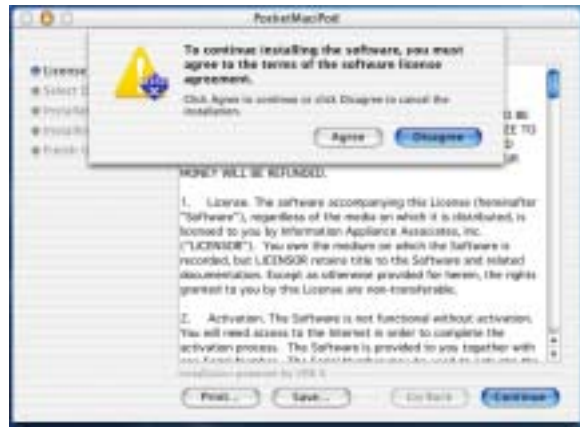 PocketMac iPod
To continue installing the software, you must
agree to the terms of the software license
agreement.
Click Agree to continue or click Disagree to cancel the
installation.
Agree
Disagree
License
Select D
Installat
Finish
O BE
EE TO
D
UR
MONEY WILL BE REFUNDED.
1. License. The software accompanying this License (hereinafter
"Software"), regardless of the media on which it is distributed, is
licensed to you by Information Appliance Associates, Inc.
("LICENSOR"). You own the medium on which the Software is
recorded, but LICENSOR retains title to the Software and related
documentation. Except as otherwise provided for herein, the rights
granted to you by this License are non-transferable.
2. Activation. The Software is not functional without activation.
You will need access to the Internet in order to complete the
activation process. The Software is provided to you together with
Print...
Save...
Go Back
Continue